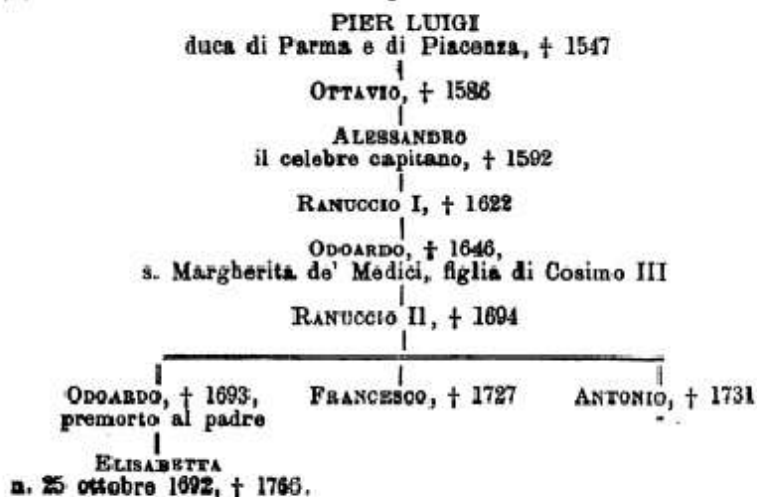 PIER LUIGI
duca di Parma e di Piacenza, † 1547
OTTAVIO, † 1586
ALESSANDRO
il celebre capitano, † 1592
RANUCCIO I, † 1622
ODOARDO, † 1646,
s. Margherita de' Medici, figlia di Cosimo III
RANUCCIO II, † 1694
ODOARDO, † 1693, FRANCESCO, † 1727 ANTONIO, † 1731
premorto al padre
ELISABETTA
n. 25 ottobre 1692, † 1766.